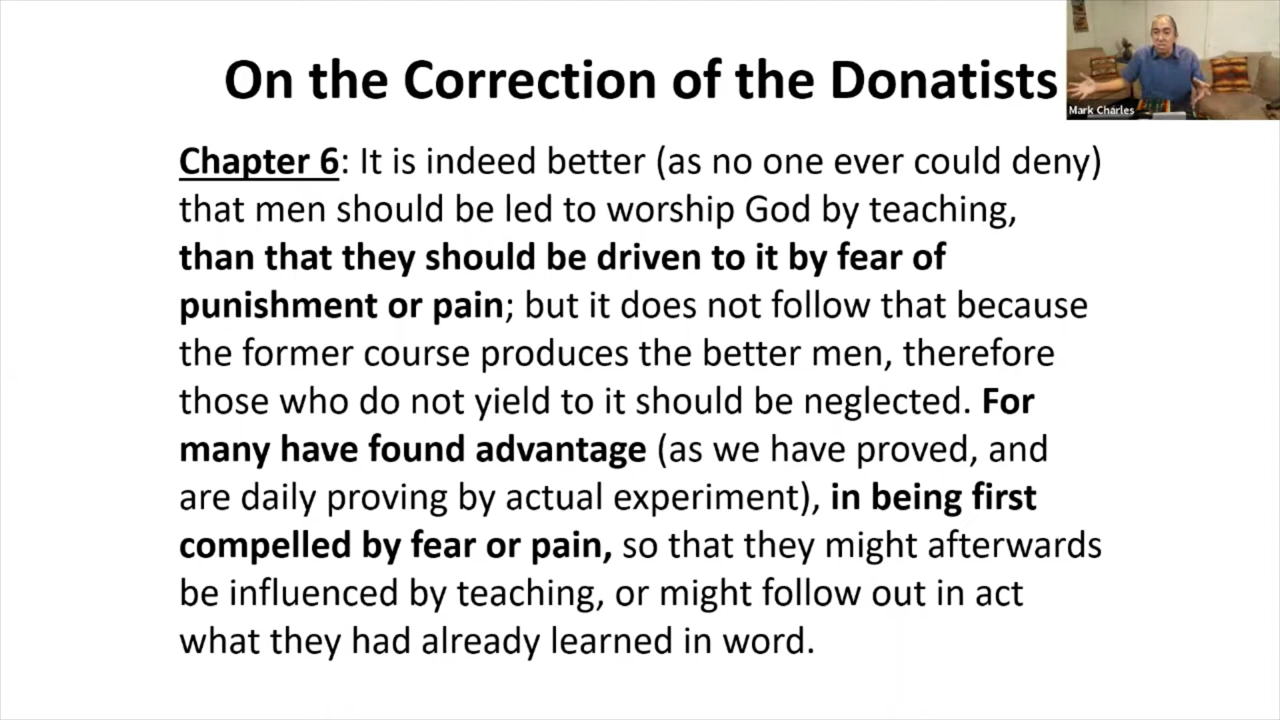 On the Correction of the Donatists
Mark Charles
Chapter 6: It is indeed better (as no one ever could deny)
that men should be led to worship God by teaching,
than that they should be driven to it by fear of
punishment or pain; but it does not follow that because
the former course produces the better men, therefore
those who do not yield to it should be neglected. For
many have found advantage (as we have proved, and
are daily proving by actual experiment), in being first
compelled by fear or pain, so that they might afterwards
be influenced by teaching, or might follow out in act
what they had already learned in word.